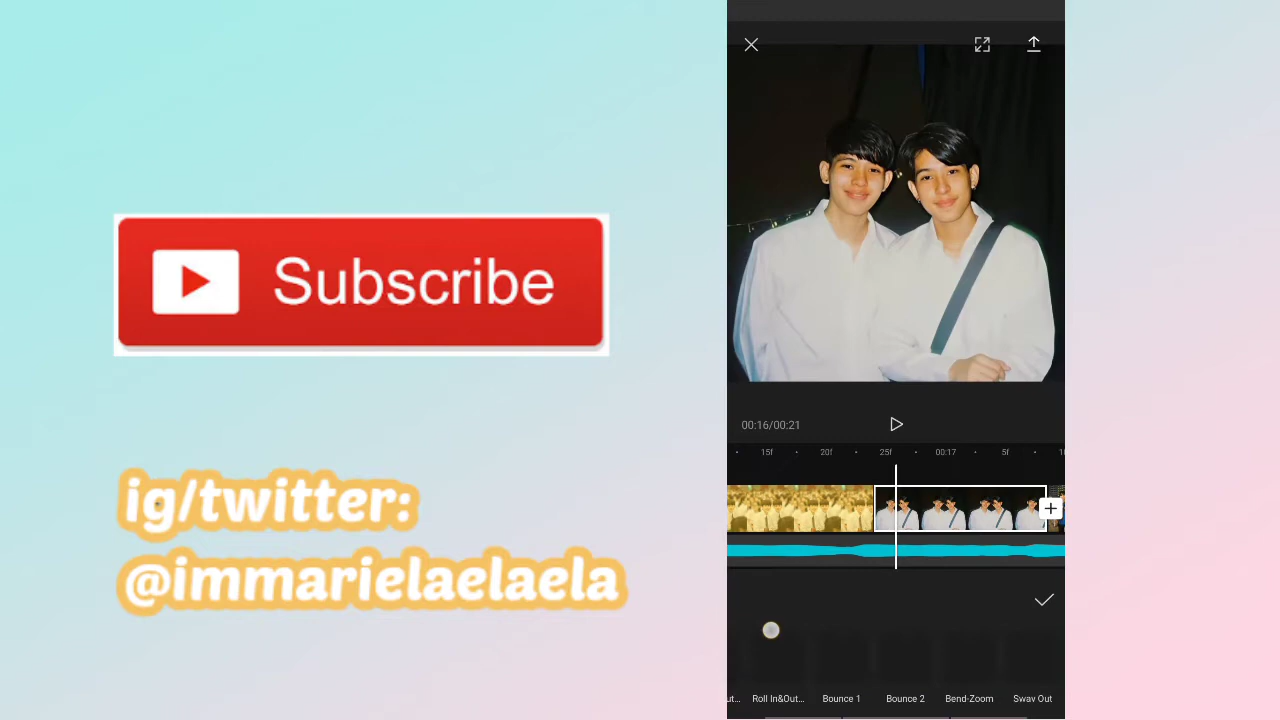 Subscribe
ig/twitter:
@immarielaelaela
00:16/00:21
15f
20f
25f
00:17
5f
ut...
Roll In&Out...
Bounce 1
Bounce 2
Bend-Zoom
Sway Out